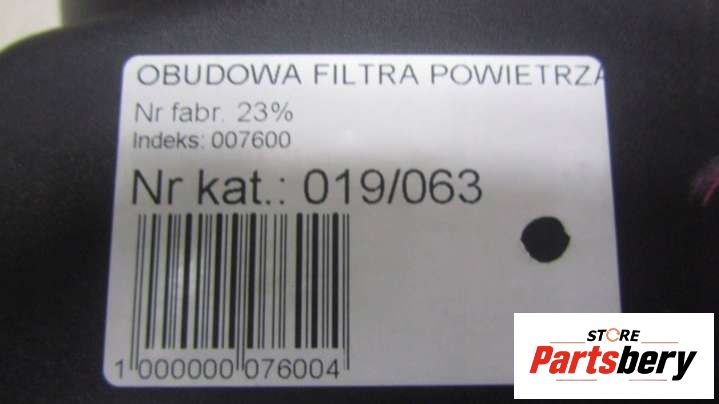 OBUDOWA FILTRA POWIETRZA
Nr fabr. 23%
Indeks: 007600
Nr kat.: 019/063
1 000000 076004
STORE
Partsbery